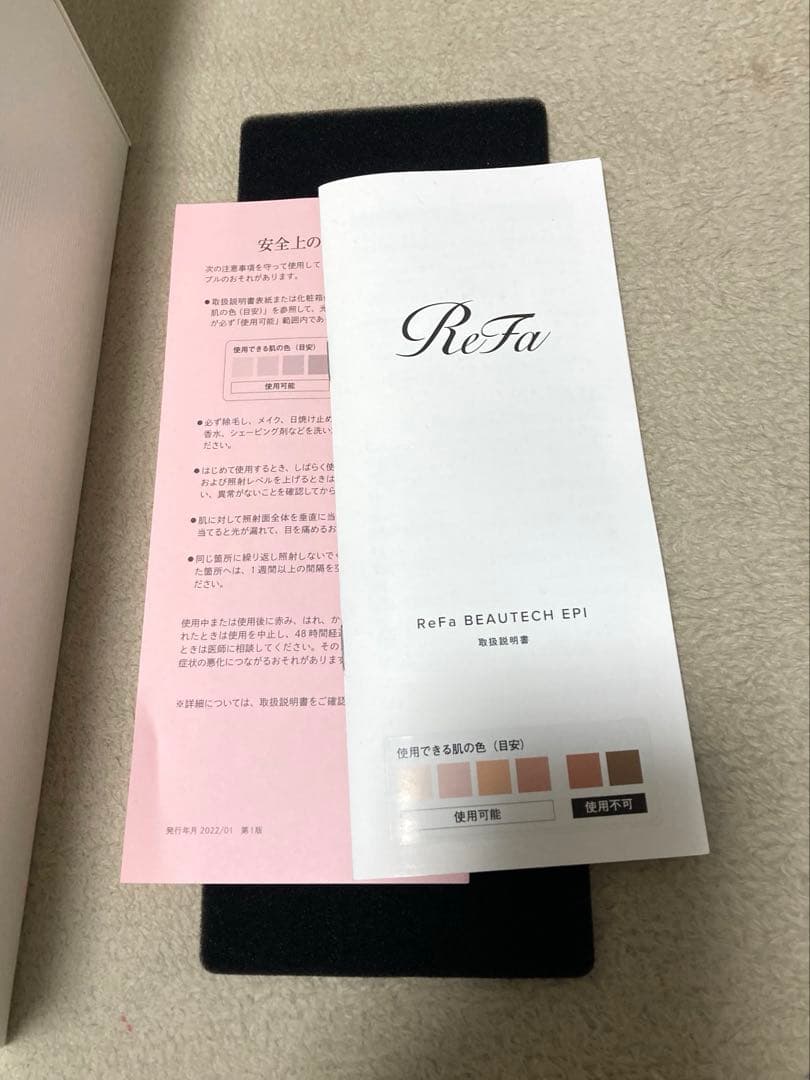 安全上の
次の注意事項を守って使用して
ブルのおそれがあります。
●取扱説明書表紙または化粧箱
肌の色（目安）」を参照して、光
が必ず「使用可能」範囲内であ
使用できる肌の色（目安）
使用可能
●必ず除毛し、メイク、日焼け止め
香水、シェービング剤などを洗い
ださい。
●はじめて使用するとき、しばらく使
および照射レベルを上げるときは
い、異常がないことを確認してから
●肌に対して照射面全体を垂直に当
当てると光が漏れて、目を痛めるお
●同じ箇所に繰り返し照射しないで
た箇所へは、1週間以上の間隔を空
ださい。
使用中または使用後に赤み、はれ、か
れたときは使用を中止し、48時間経過
ときは医師に相談してください。その
症状の悪化につながるおそれがあります
※詳細については、取扱説明書をご確認
発行年月 2022/01 第1版
ReFa
ReFa BEAUTECH EPI
取扱説明書
使用できる肌の色（目安）
使用可能
使用不可